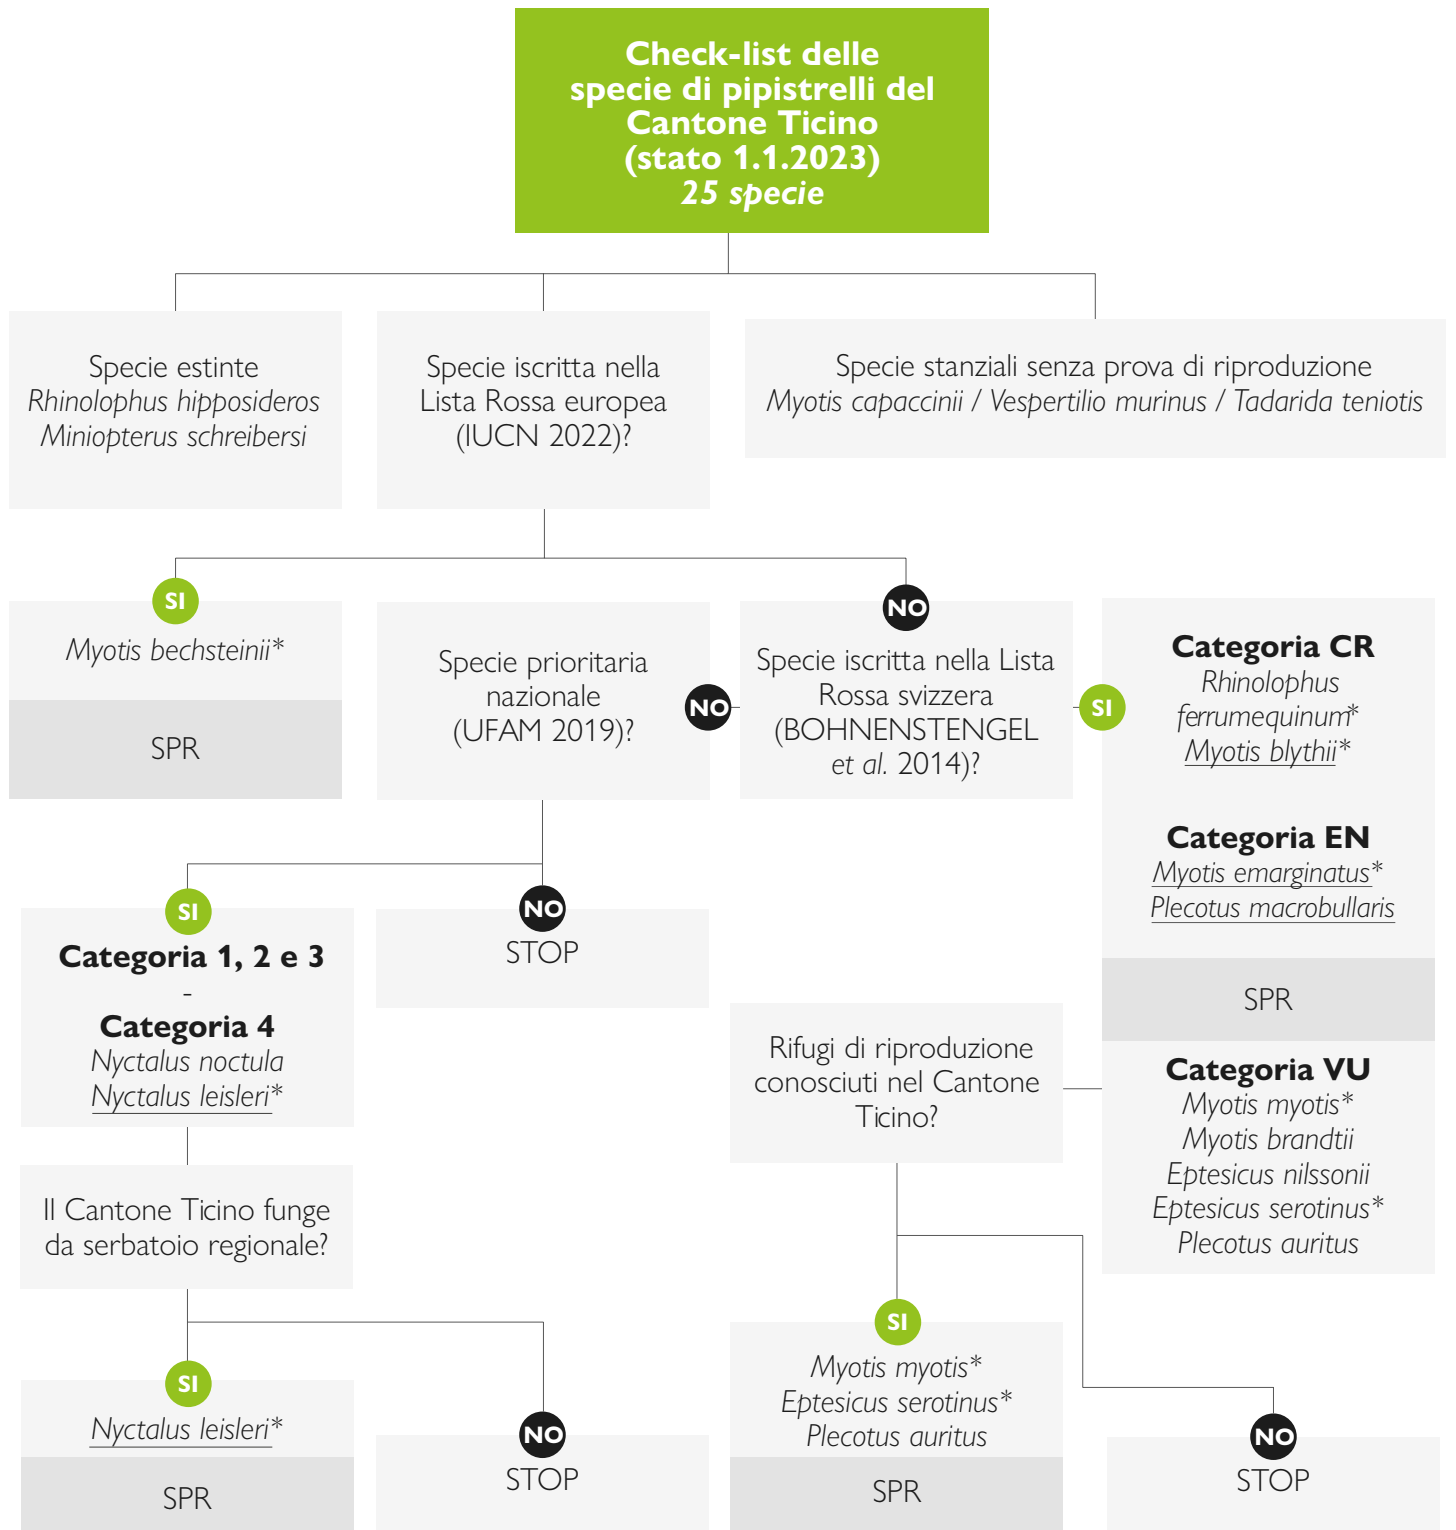 Check-list delle
specie di pipistrelli del
Cantone Ticino
(stato 1.1.2023)
25 specie
Specie estinte
Rhinolophus hipposideros
Miniopterus schreibersi
Specie iscritta nella
Lista Rossa europea
(IUCN 2022)?
Specie stanziali senza prova di riproduzione
Myotis capaccinii / Vespertilio murinus / Tadarida teniotis
SI
Myotis bechsteinii*
SPR
Specie prioritaria
nazionale
(UFAM 2019)?
NO
NO
Specie iscritta nella Lista
Rossa svizzera
(BOHNENSTENGEL
et al. 2014)?
SI
Categoria CR
Rhinolophus
ferrumequinum*
Myotis blythii*
Categoria EN
Myotis emarginatus*
Plecotus macrobullaris
SPR
Categoria VU
Myotis myotis*
Myotis brandtii
Eptesicus nilssonii
Eptesicus serotinus*
Plecotus auritus
SI
Categoria 1, 2 e 3
-
Categoria 4
Nyctalus noctula
Nyctalus leisleri*
NO
STOP
Rifugi di riproduzione
conosciuti nel Cantone
Ticino?
Il Cantone Ticino funge
da serbatoio regionale?
SI
Nyctalus leisleri*
SPR
NO
STOP
SI
Myotis myotis*
Eptesicus serotinus*
Plecotus auritus
SPR
NO
STOP